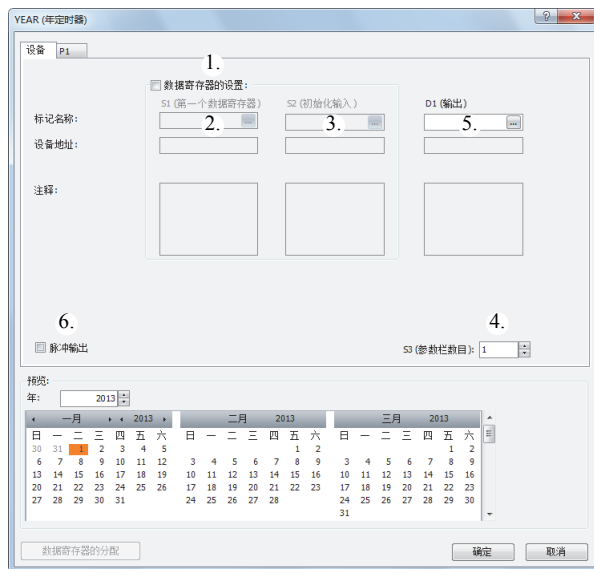 YEAR (年定时器)
设备 P1
1.
数据寄存器的设置:
S1 (第一个数据寄存器) S2 (初始化输入) D1 (输出)
标记名称: 2. ... 3. ... 5. ...
设备地址:
注释:
6. 4.
脉冲输出 S3 (参数栏数目): 1
预览:
年: 2013
一月 2013 二月 2013 三月 2013
日 一 二 三 四 五 六 日 一 二 三 四 五 六 日 一 二 三 四 五 六
30 31 1 2 3 4 5 1 2 1 2
6 7 8 9 10 11 12 3 4 5 6 7 8 9 3 4 5 6 7 8 9
13 14 15 16 17 18 19 10 11 12 13 14 15 16 10 11 12 13 14 15 16
20 21 22 23 24 25 26 17 18 19 20 21 22 23 17 18 19 20 21 22 23
27 28 29 30 31 24 25 26 27 28 24 25 26 27 28 29 30
31
数据寄存器的分配 确定 取消